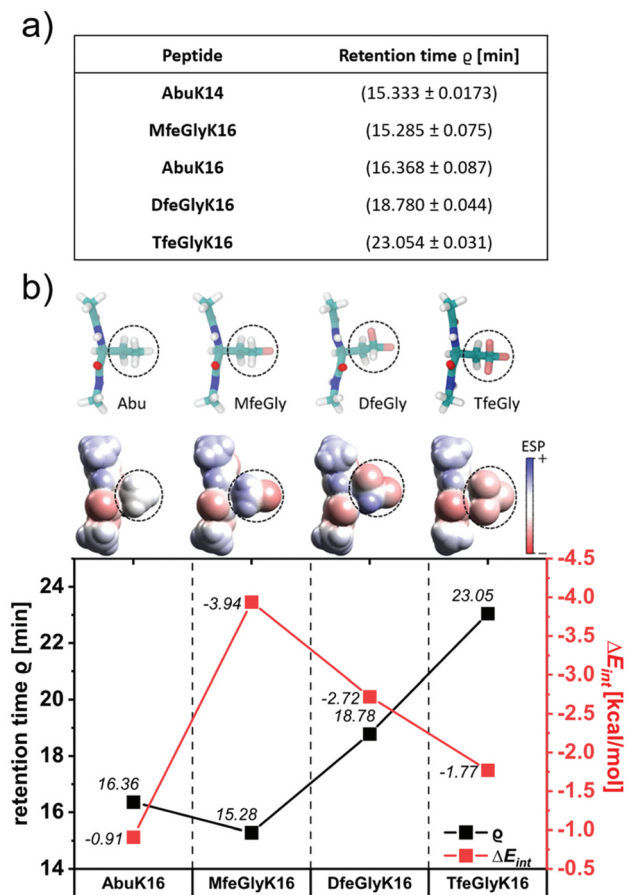 a)
Peptide Retention time ϱ [min]
AbuK14 (15.333 ± 0.0173)
MfeGlyK16 (15.285 ± 0.075)
AbuK16 (16.368 ± 0.087)
DfeGlyK16 (18.780 ± 0.044)
TfeGlyK16 (23.054 ± 0.031)
b)
Abu MfeGly DfeGly TfeGly
ESP
+
−
retention time ϱ [min]
24
22
20
18
16
14
16.36
-0.91
-3.94
15.28
-2.72
18.78
23.05
-1.77
ϱ
ΔEint
-4.5
-4.0
-3.5
-3.0
-2.5
-2.0
-1.5
-1.0
-0.5
ΔEint [kcal/mol]
AbuK16 MfeGlyK16 DfeGlyK16 TfeGlyK16